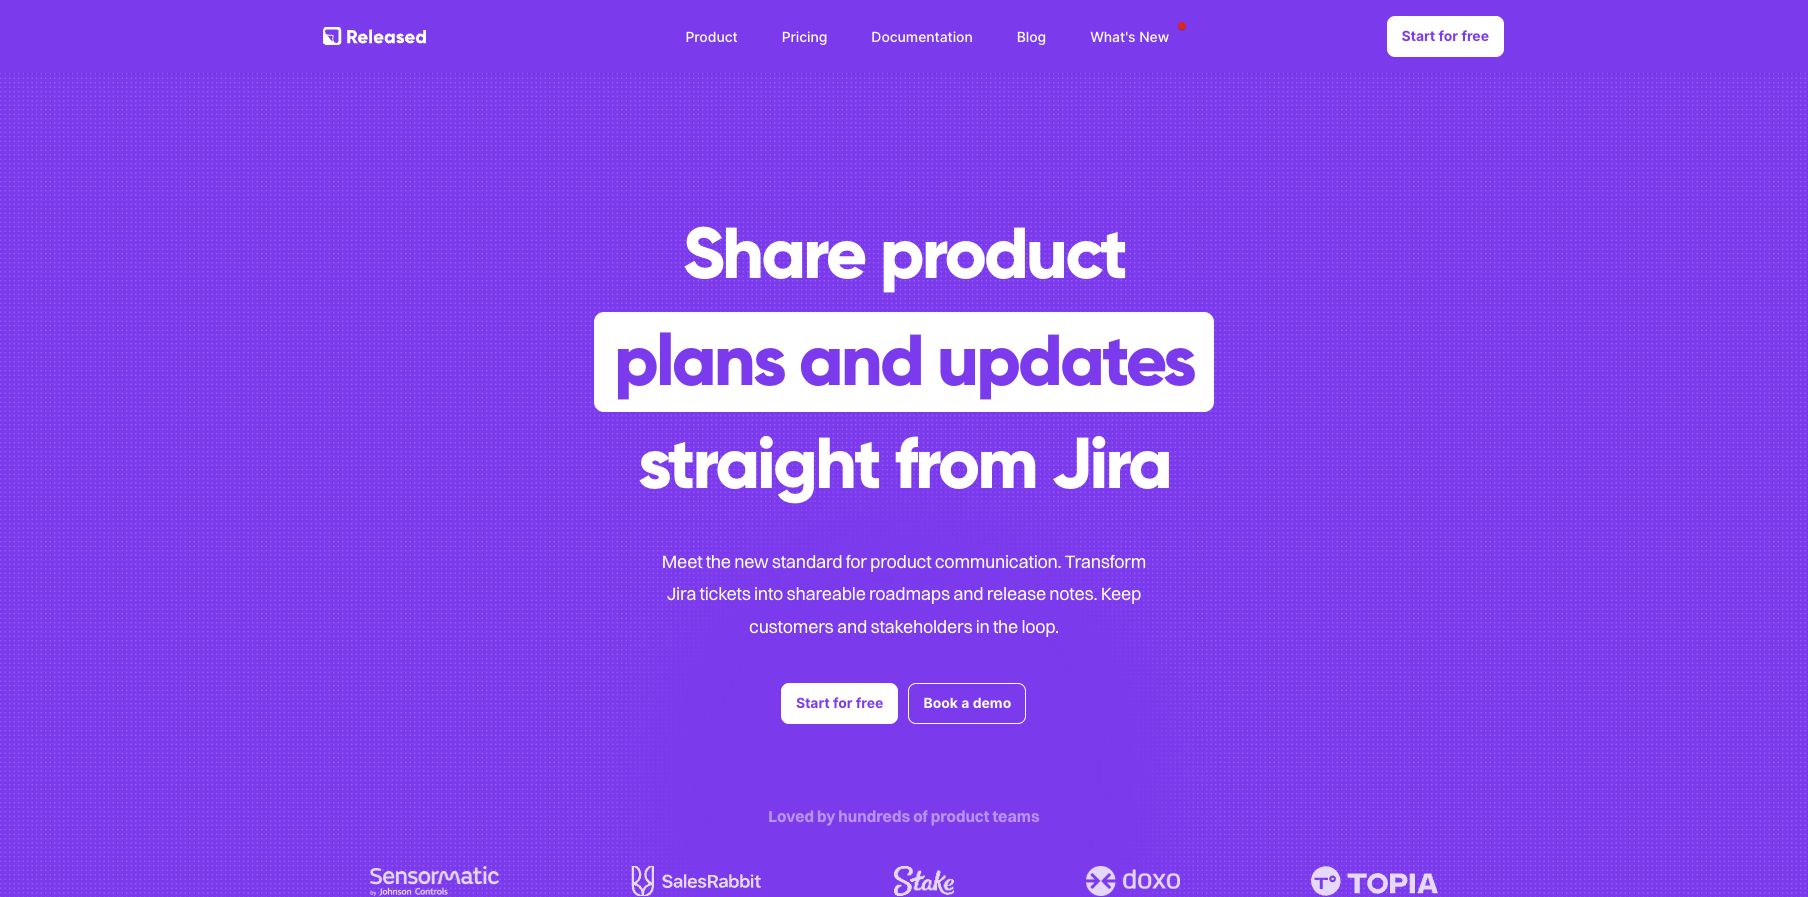 Released
Product
Pricing
Documentation
Blog
What's New
Start for free
Share product
plans and updates
straight from Jira
Meet the new standard for product communication. Transform
Jira tickets into shareable roadmaps and release notes. Keep
customers and stakeholders in the loop.
Start for free
Book a demo
Loved by hundreds of product teams
Sensormatic
by Johnson Controls
SalesRabbit
Stake
doxo
T° TOPIA